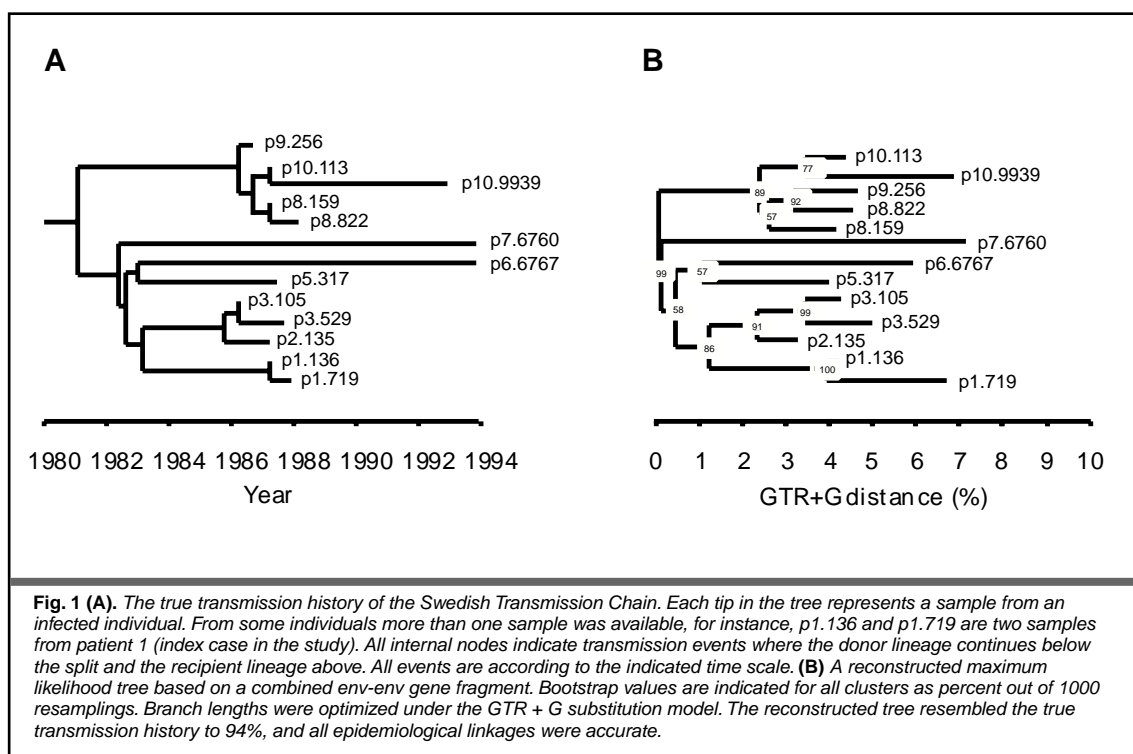 A
B
p9.256
p10.113
p10.9939
p8.159
p8.822
p7.6760
p6.6767
p5.317
p3.105
p3.529
p2.135
p1.136
p1.719
1980 1982 1984 1986 1988 1990 1992 1994
Year
p10.113
77
p10.9939
89
p9.256
92
p8.822
57
p8.159
p7.6760
99
p6.6767
57
p5.317
58
p3.105
99
p3.529
91
p2.135
86
p1.136
100
p1.719
0 1 2 3 4 5 6 7 8 9 10
GTR+G distance (%)
Fig. 1 (A). The true transmission history of the Swedish Transmission Chain. Each tip in the tree represents a sample from an
infected individual. From some individuals more than one sample was available, for instance, p1.136 and p1.719 are two samples
from patient 1 (index case in the study). All internal nodes indicate transmission events where the donor lineage continues below
the split and the recipient lineage above. All events are according to the indicated time scale. (B) A reconstructed maximum
likelihood tree based on a combined env-env gene fragment. Bootstrap values are indicated for all clusters as percent out of 1000
resamplings. Branch lengths were optimized under the GTR + G substitution model. The reconstructed tree resembled the true
transmission history to 94%, and all epidemiological linkages were accurate.